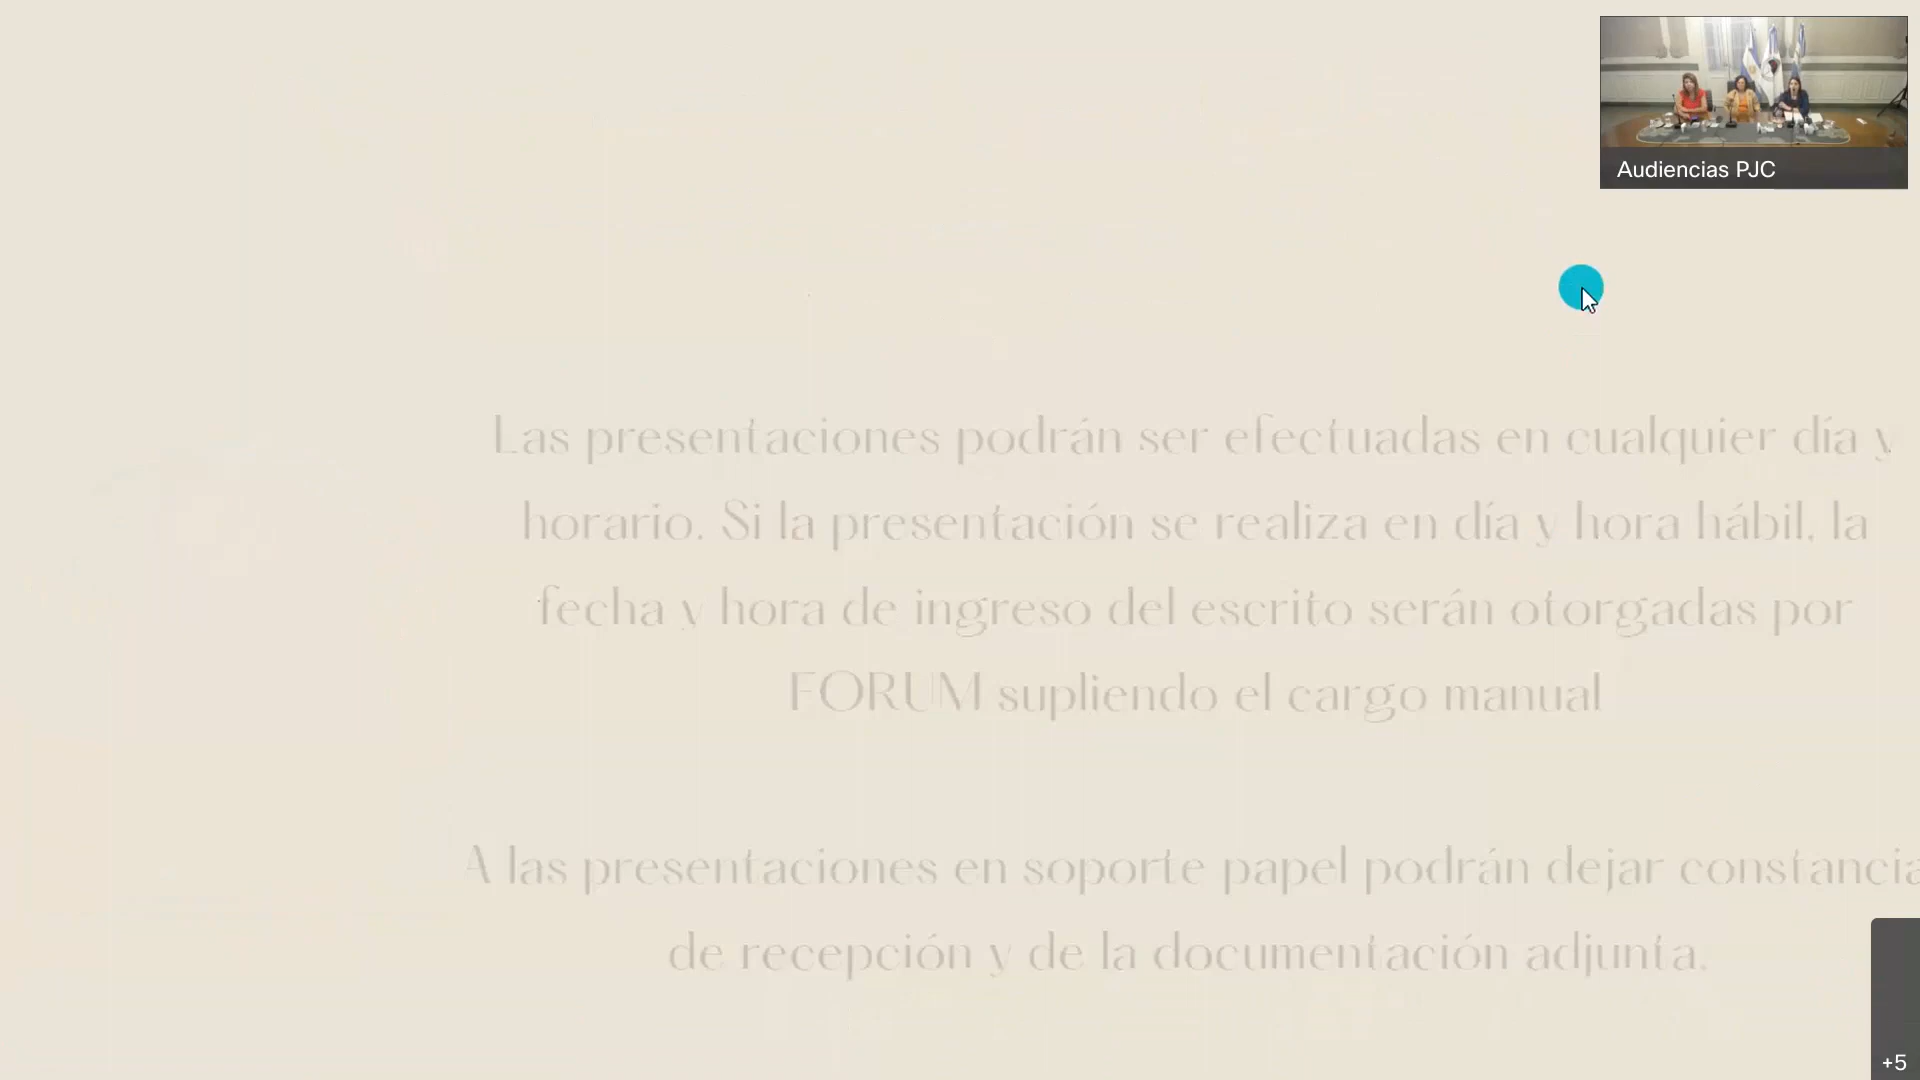 Audiencias PJC
Las presentaciones podrán ser efectuadas en cualquier día y
horario. Si la presentación se realiza en día y hora hábil, la
fecha y hora de ingreso del escrito serán otorgadas por
FORUM supliendo el cargo manual
A las presentaciones en soporte papel podrán dejar constancia
de recepción y de la documentación adjunta.
+5